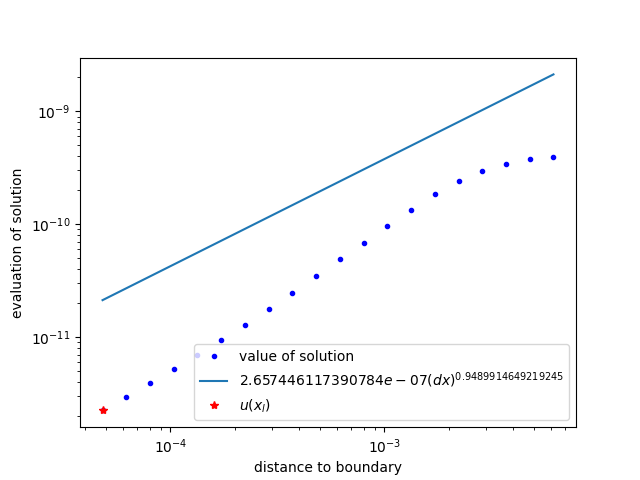 10⁻⁹
10⁻¹⁰
10⁻¹¹
evaluation of solution
value of solution
2.657446117390784e − 07(dx)^0.9489914649219245
u(x_l)
10⁻⁴
10⁻³
distance to boundary